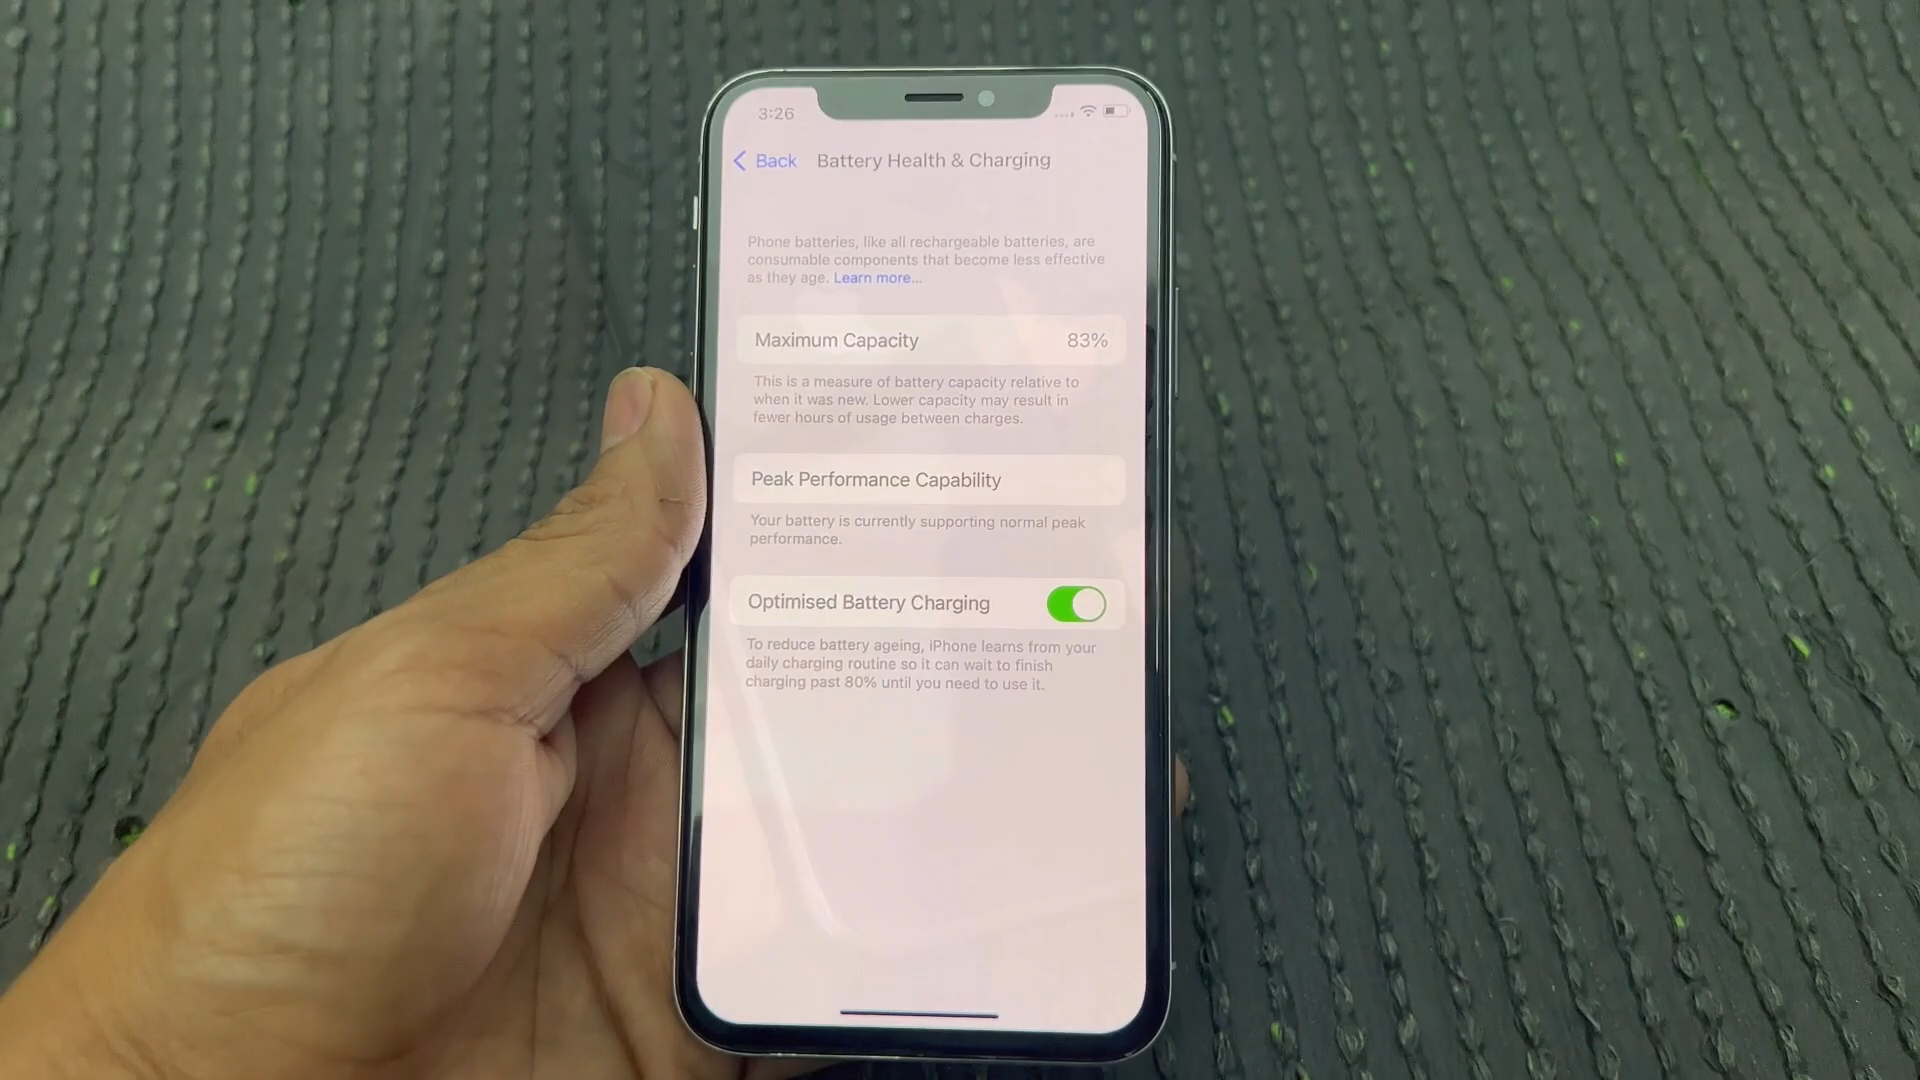 3:26
Back Battery Health & Charging
Phone batteries, like all rechargeable batteries, are
consumable components that become less effective
as they age. Learn more...
Maximum Capacity 83%
This is a measure of battery capacity relative to
when it was new. Lower capacity may result in
fewer hours of usage between charges.
Peak Performance Capability
Your battery is currently supporting normal peak
performance.
Optimised Battery Charging
To reduce battery ageing, iPhone learns from your
daily charging routine so it can wait to finish
charging past 80% until you need to use it.